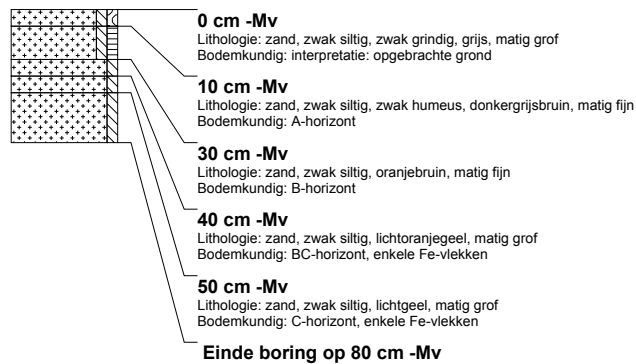 0 cm -Mv
Lithologie: zand, zwak siltig, zwak grindig, grijs, matig grof
Bodemkundig: interpretatie: opgebrachte grond
10 cm -Mv
Lithologie: zand, zwak siltig, zwak humeus, donkergrijsbruin, matig fijn
Bodemkundig: A-horizont
30 cm -Mv
Lithologie: zand, zwak siltig, oranjebruin, matig fijn
Bodemkundig: B-horizont
40 cm -Mv
Lithologie: zand, zwak siltig, lichtoranjegeel, matig grof
Bodemkundig: BC-horizont, enkele Fe-vlekken
50 cm -Mv
Lithologie: zand, zwak siltig, lichtgeel, matig grof
Bodemkundig: C-horizont, enkele Fe-vlekken
Einde boring op 80 cm -Mv